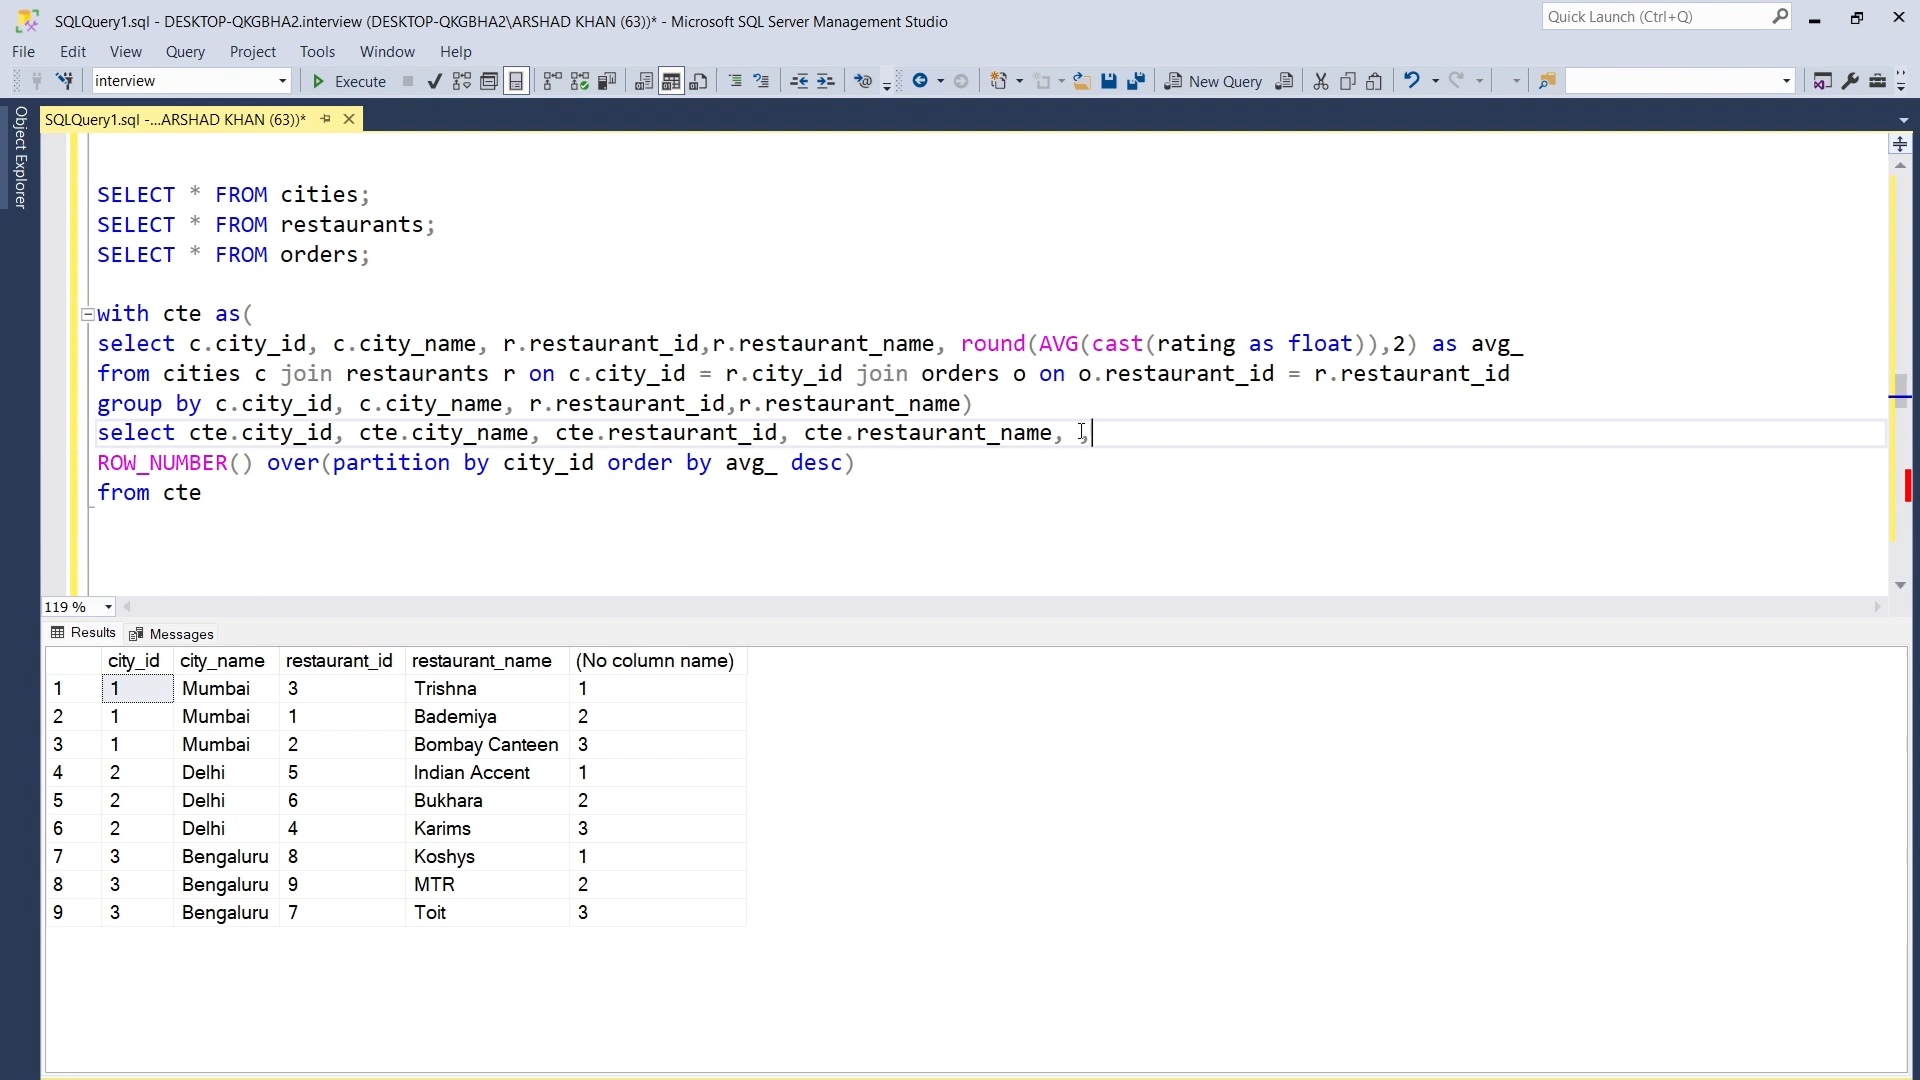 SQLQuery1.sql - DESKTOP-QKGBHA2.interview (DESKTOP-QKGBHA2\ARSHAD KHAN (63))* - Microsoft SQL Server Management Studio
Quick Launch (Ctrl+Q)
File Edit View Query Project Tools Window Help
interview Execute New Query
Object Explorer
SQLQuery1.sql -...ARSHAD KHAN (63))*
SELECT * FROM cities;
SELECT * FROM restaurants;
SELECT * FROM orders;
with cte as(
select c.city_id, c.city_name, r.restaurant_id,r.restaurant_name, round(AVG(cast(rating as float)),2) as avg_
from cities c join restaurants r on c.city_id = r.city_id join orders o on o.restaurant_id = r.restaurant_id
group by c.city_id, c.city_name, r.restaurant_id,r.restaurant_name)
select cte.city_id, cte.city_name, cte.restaurant_id, cte.restaurant_name, ,
ROW_NUMBER() over(partition by city_id order by avg_ desc)
from cte
119 %
Results Messages
city_id city_name restaurant_id restaurant_name (No column name)
1 1 Mumbai 3 Trishna 1
2 1 Mumbai 1 Bademiya 2
3 1 Mumbai 2 Bombay Canteen 3
4 2 Delhi 5 Indian Accent 1
5 2 Delhi 6 Bukhara 2
6 2 Delhi 4 Karims 3
7 3 Bengaluru 8 Koshys 1
8 3 Bengaluru 9 MTR 2
9 3 Bengaluru 7 Toit 3